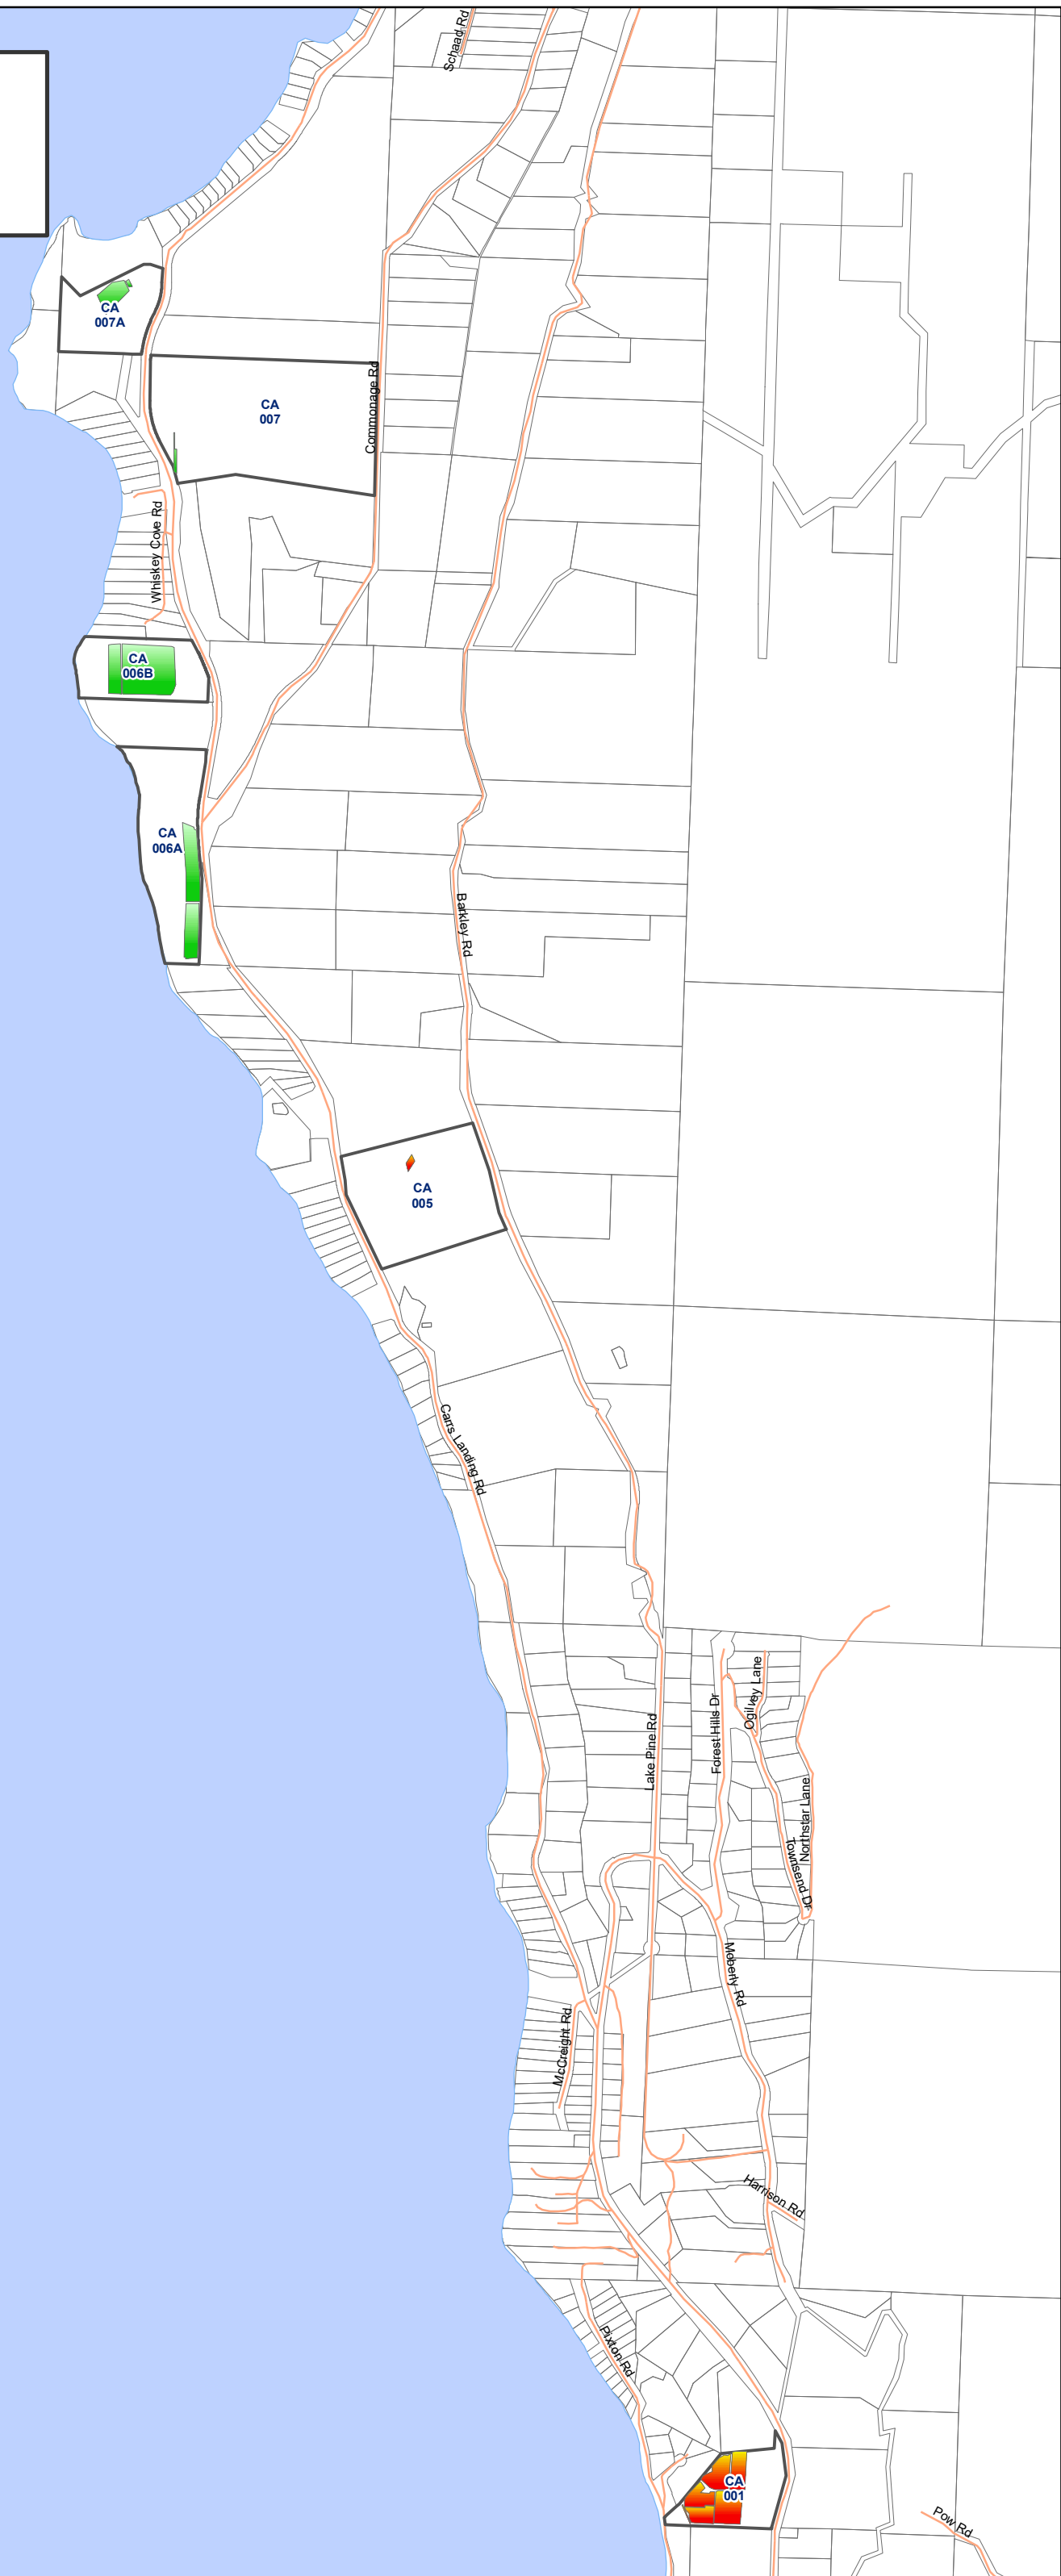 Schaad Rd
CA
007A
CA
007
Commonage Rd
Whiskey Cove Rd
CA
006B
CA
006A
Barkley Rd
CA
005
Carrs Landing Rd
Ogilvey Lane
Forest Hills Dr
Lake Pine Rd
Northstar Lane
Townsend Dr
Moberly Rd
McCreight Rd
Harrison Rd
Pixton Rd
CA
001
Pow Rd